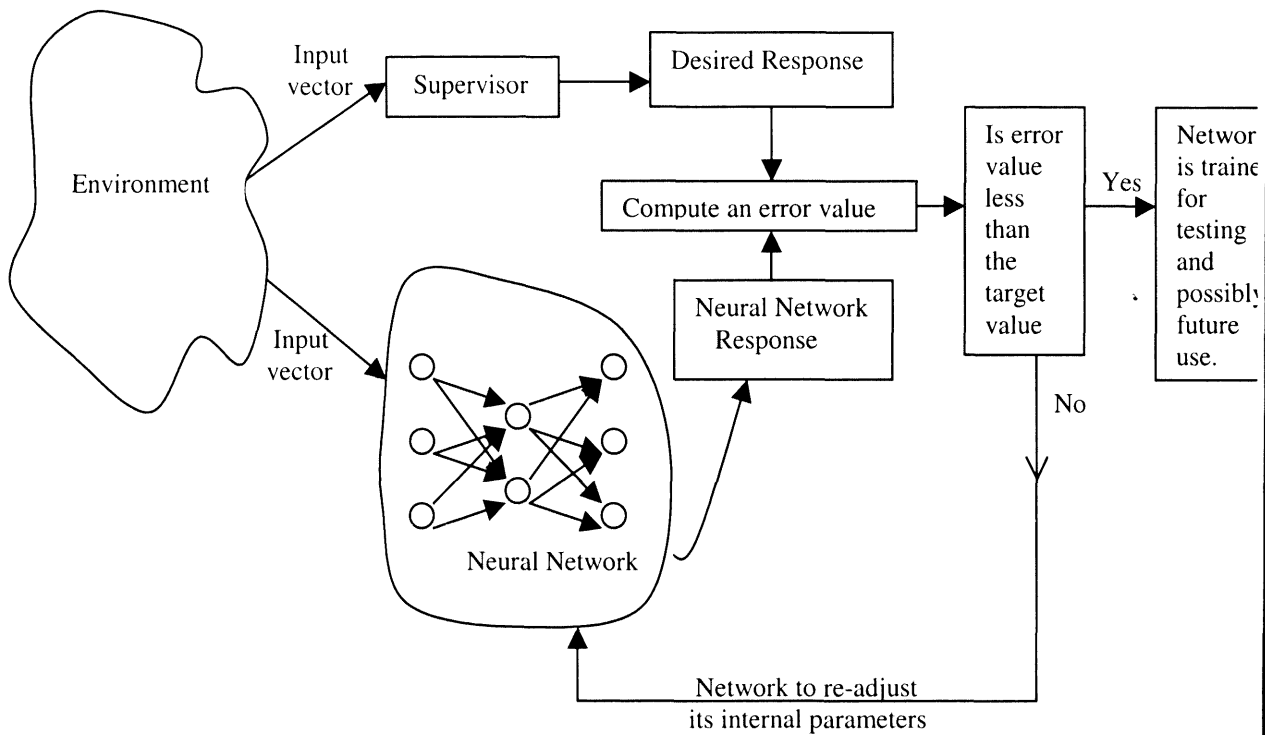 Input
vector
Supervisor
Desired Response
Environment
Compute an error value
Is error
value
less
than
the
target
value
Yes
Networ
is traine
for
testing
and
possibly
future
use.
Input
vector
Neural Network
Response
No
Neural Network
Network to re-adjust
its internal parameters